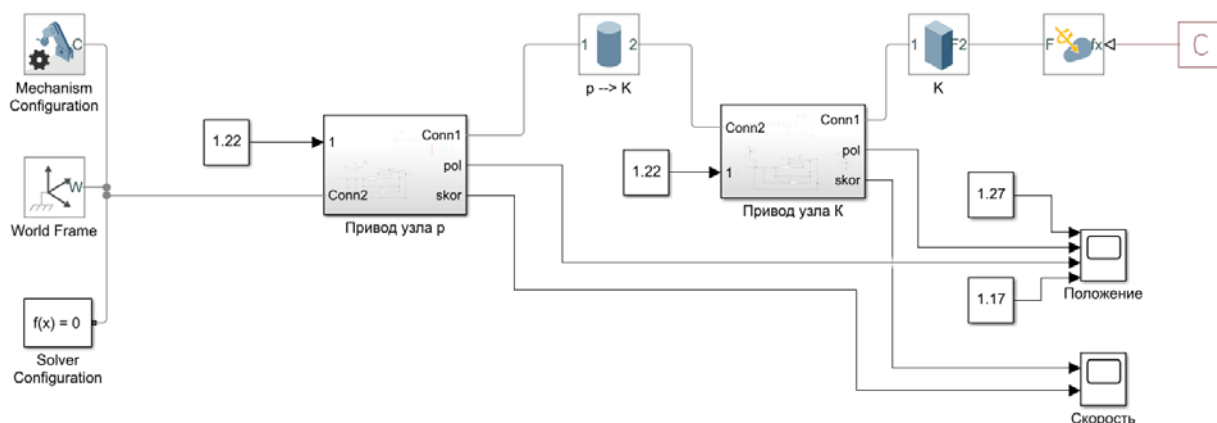 C
Mechanism
Configuration
W
World Frame
f(x) = 0
Solver
Configuration
1.22
1
Conn2
Conn1
pol
skor
Привод узла p
1
2
p --> K
1.22
Conn2
1
Conn1
pol
skor
Привод узла K
1
F2
K
F
fx
C
1.27
1.17
Положение
Скорость